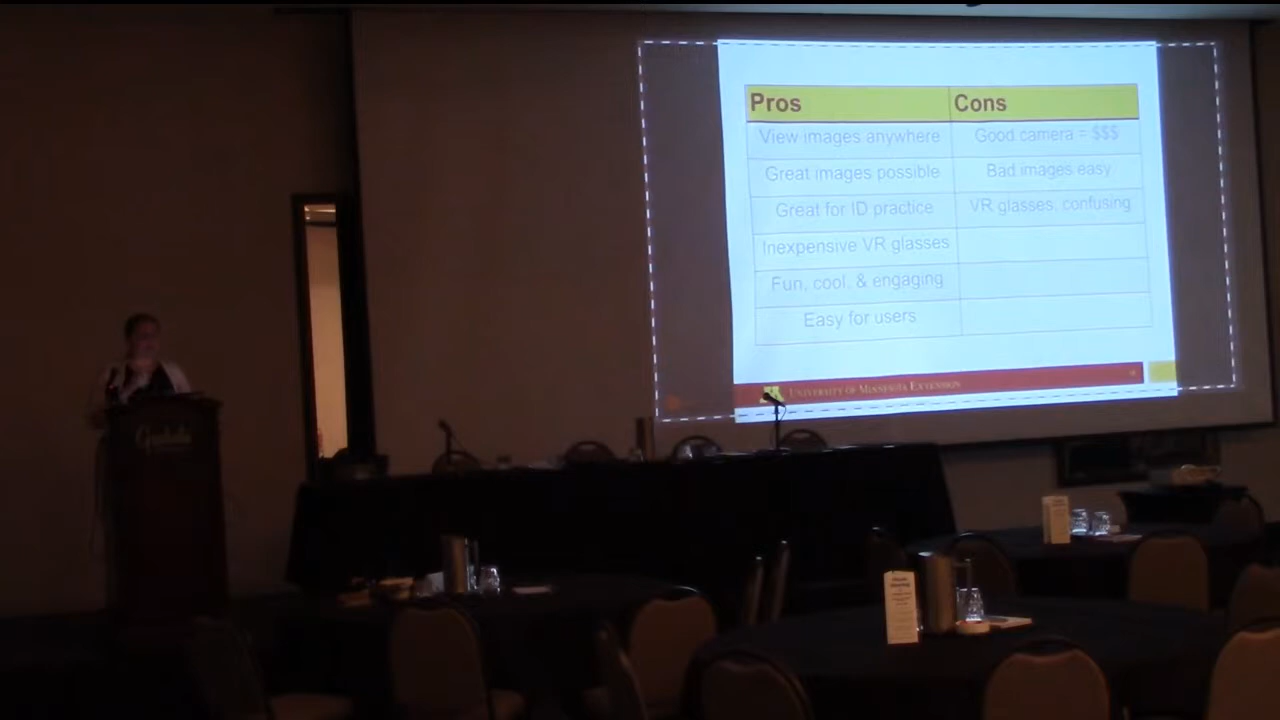 Pros Cons
View images anywhere Good camera = $$$
Great images possible Bad images easy
Great for ID practice VR glasses, confusing
Inexpensive VR glasses
Fun, cool, & engaging
Easy for users
UNIVERSITY OF MINNESOTA EXTENSION